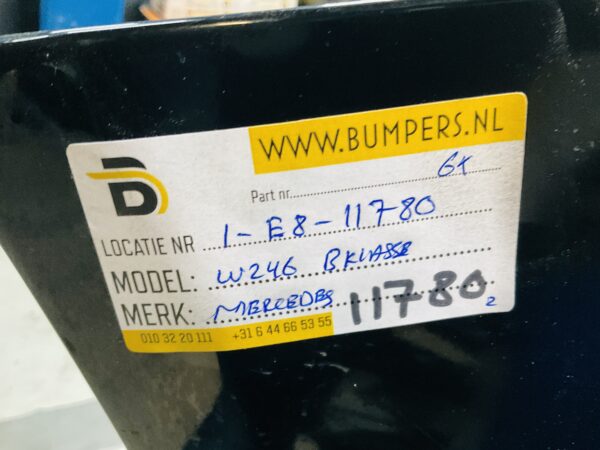 WWW.BUMPERS.NL
D
Part nr. 6x
LOCATIE NR 1-E8-11780
MODEL: W246 B KLASSE
MERK: MERCEDES 11780 2
010 32 20 111 +31 6 44 66 53 55